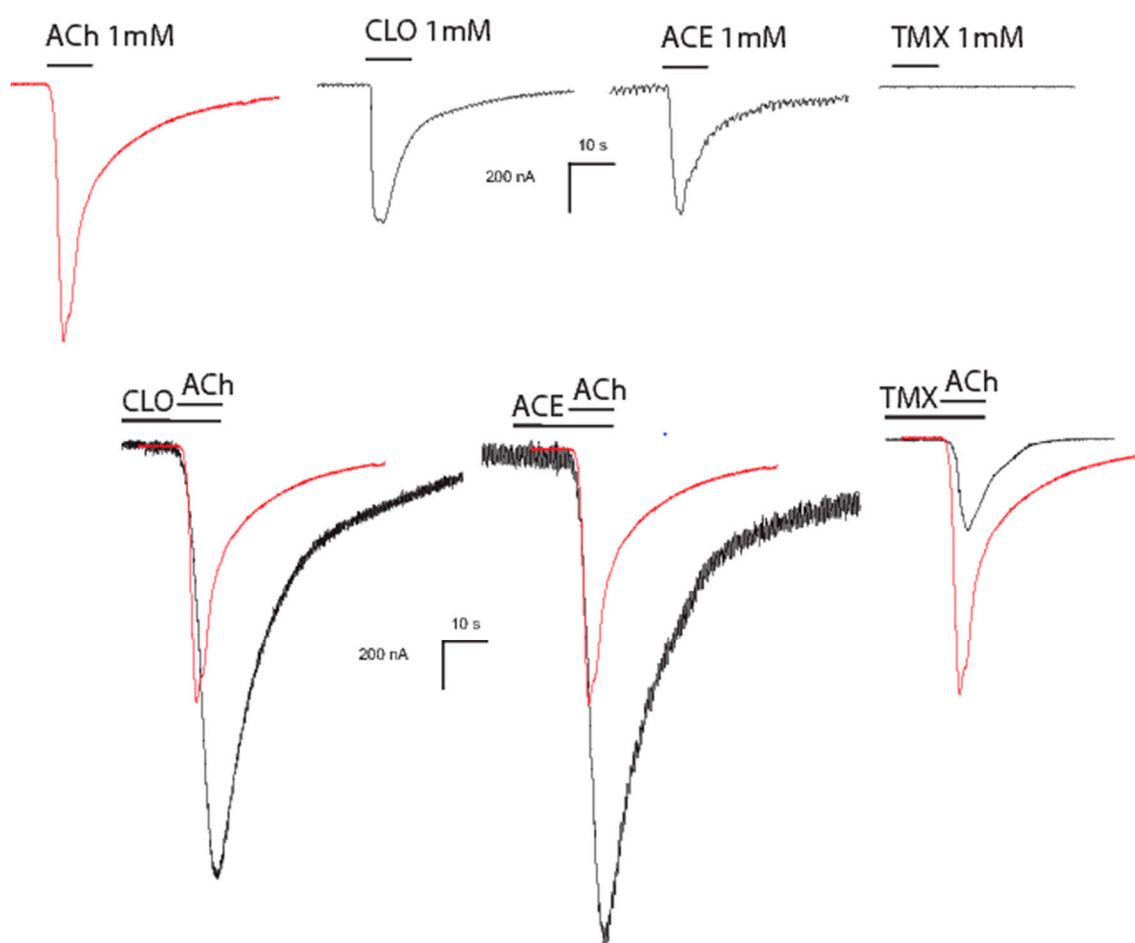 ACh 1mM
CLO 1mM
ACE 1mM
TMX 1mM
10 s
200 nA
ACh
CLO
ACh
ACE
ACh
TMX
10 s
200 nA